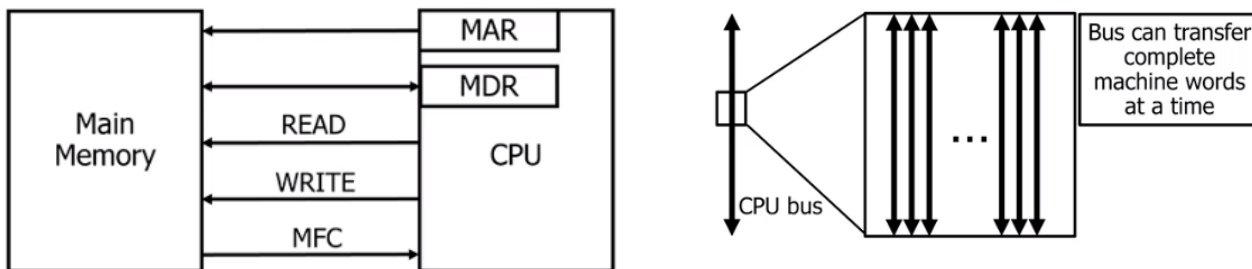 Main
Memory
MAR
MDR
READ
WRITE
MFC
CPU
CPU bus
...
Bus can transfer
complete
machine words
at a time